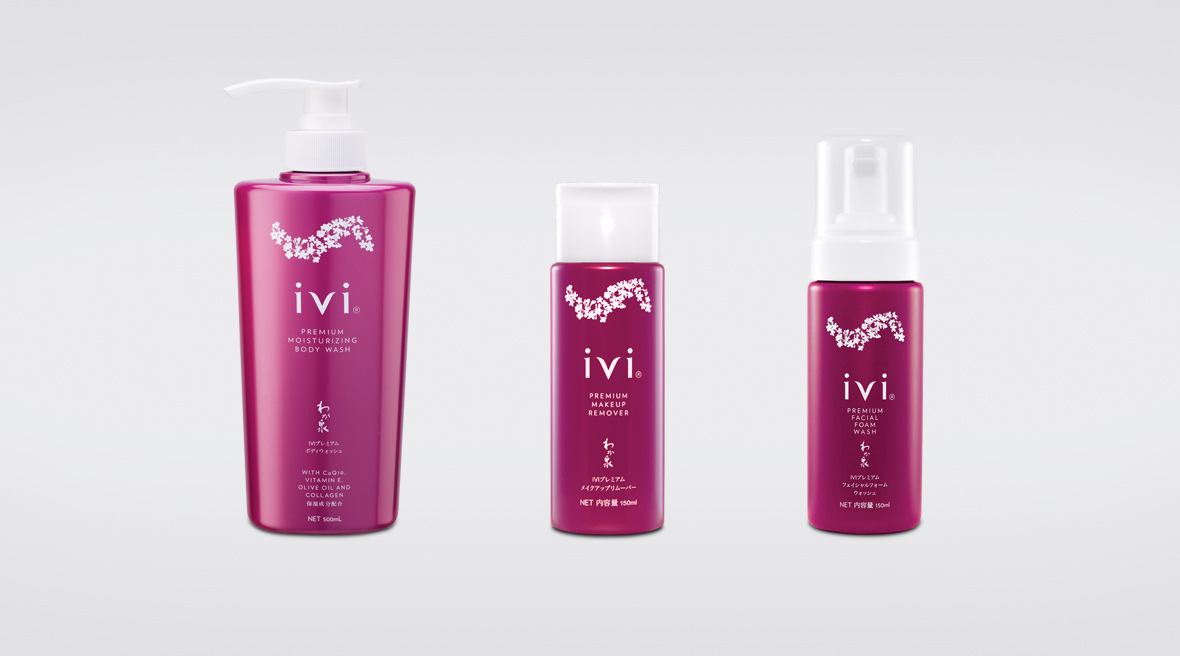 ivi®
PREMIUM
MOISTURIZING
BODY WASH
わが泉
IVIプレミアム
ボディウォッシュ
WITH CoQ10,
VITAMIN E,
OLIVE OIL AND
COLLAGEN
保湿成分配合
NET 500mL
ivi®
PREMIUM
MAKEUP
REMOVER
わが泉
IVIプレミアム
メイクアップリムーバー
NET 内容量 150ml
ivi®
PREMIUM
FACIAL
FOAM
WASH
わが泉
IVIプレミアム
フェイシャルフォーム
ウォッシュ
NET 内容量 150ml